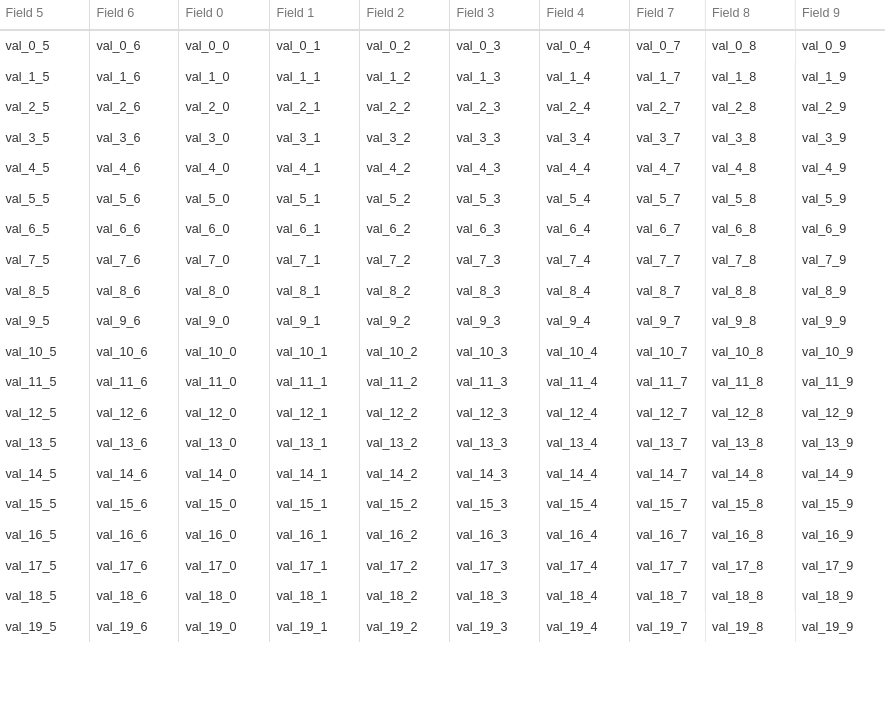 Field 5 Field 6 Field 0 Field 1 Field 2 Field 3 Field 4 Field 7 Field 8 Field 9
val_0_5 val_0_6 val_0_0 val_0_1 val_0_2 val_0_3 val_0_4 val_0_7 val_0_8 val_0_9
val_1_5 val_1_6 val_1_0 val_1_1 val_1_2 val_1_3 val_1_4 val_1_7 val_1_8 val_1_9
val_2_5 val_2_6 val_2_0 val_2_1 val_2_2 val_2_3 val_2_4 val_2_7 val_2_8 val_2_9
val_3_5 val_3_6 val_3_0 val_3_1 val_3_2 val_3_3 val_3_4 val_3_7 val_3_8 val_3_9
val_4_5 val_4_6 val_4_0 val_4_1 val_4_2 val_4_3 val_4_4 val_4_7 val_4_8 val_4_9
val_5_5 val_5_6 val_5_0 val_5_1 val_5_2 val_5_3 val_5_4 val_5_7 val_5_8 val_5_9
val_6_5 val_6_6 val_6_0 val_6_1 val_6_2 val_6_3 val_6_4 val_6_7 val_6_8 val_6_9
val_7_5 val_7_6 val_7_0 val_7_1 val_7_2 val_7_3 val_7_4 val_7_7 val_7_8 val_7_9
val_8_5 val_8_6 val_8_0 val_8_1 val_8_2 val_8_3 val_8_4 val_8_7 val_8_8 val_8_9
val_9_5 val_9_6 val_9_0 val_9_1 val_9_2 val_9_3 val_9_4 val_9_7 val_9_8 val_9_9
val_10_5 val_10_6 val_10_0 val_10_1 val_10_2 val_10_3 val_10_4 val_10_7 val_10_8 val_10_9
val_11_5 val_11_6 val_11_0 val_11_1 val_11_2 val_11_3 val_11_4 val_11_7 val_11_8 val_11_9
val_12_5 val_12_6 val_12_0 val_12_1 val_12_2 val_12_3 val_12_4 val_12_7 val_12_8 val_12_9
val_13_5 val_13_6 val_13_0 val_13_1 val_13_2 val_13_3 val_13_4 val_13_7 val_13_8 val_13_9
val_14_5 val_14_6 val_14_0 val_14_1 val_14_2 val_14_3 val_14_4 val_14_7 val_14_8 val_14_9
val_15_5 val_15_6 val_15_0 val_15_1 val_15_2 val_15_3 val_15_4 val_15_7 val_15_8 val_15_9
val_16_5 val_16_6 val_16_0 val_16_1 val_16_2 val_16_3 val_16_4 val_16_7 val_16_8 val_16_9
val_17_5 val_17_6 val_17_0 val_17_1 val_17_2 val_17_3 val_17_4 val_17_7 val_17_8 val_17_9
val_18_5 val_18_6 val_18_0 val_18_1 val_18_2 val_18_3 val_18_4 val_18_7 val_18_8 val_18_9
val_19_5 val_19_6 val_19_0 val_19_1 val_19_2 val_19_3 val_19_4 val_19_7 val_19_8 val_19_9